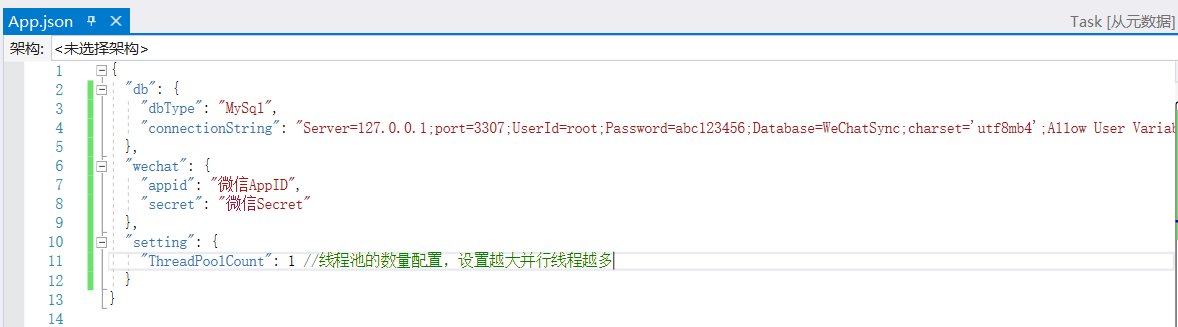 App.json
Task [从元数据]
架构: <未选择架构>
1 {
2 "db": {
3 "dbType": "MySql",
4 "connectionString": "Server=127.0.0.1;port=3307;UserId=root;Password=abc123456;Database=WeChatSync;charset='utf8mb4';Allow User Variab
5 },
6 "wechat": {
7 "appid": "微信AppID",
8 "secret": "微信Secret"
9 },
10 "setting": {
11 "ThreadPoolCount": 1 //线程池的数量配置，设置越大并行线程越多
12 }
13 }
14